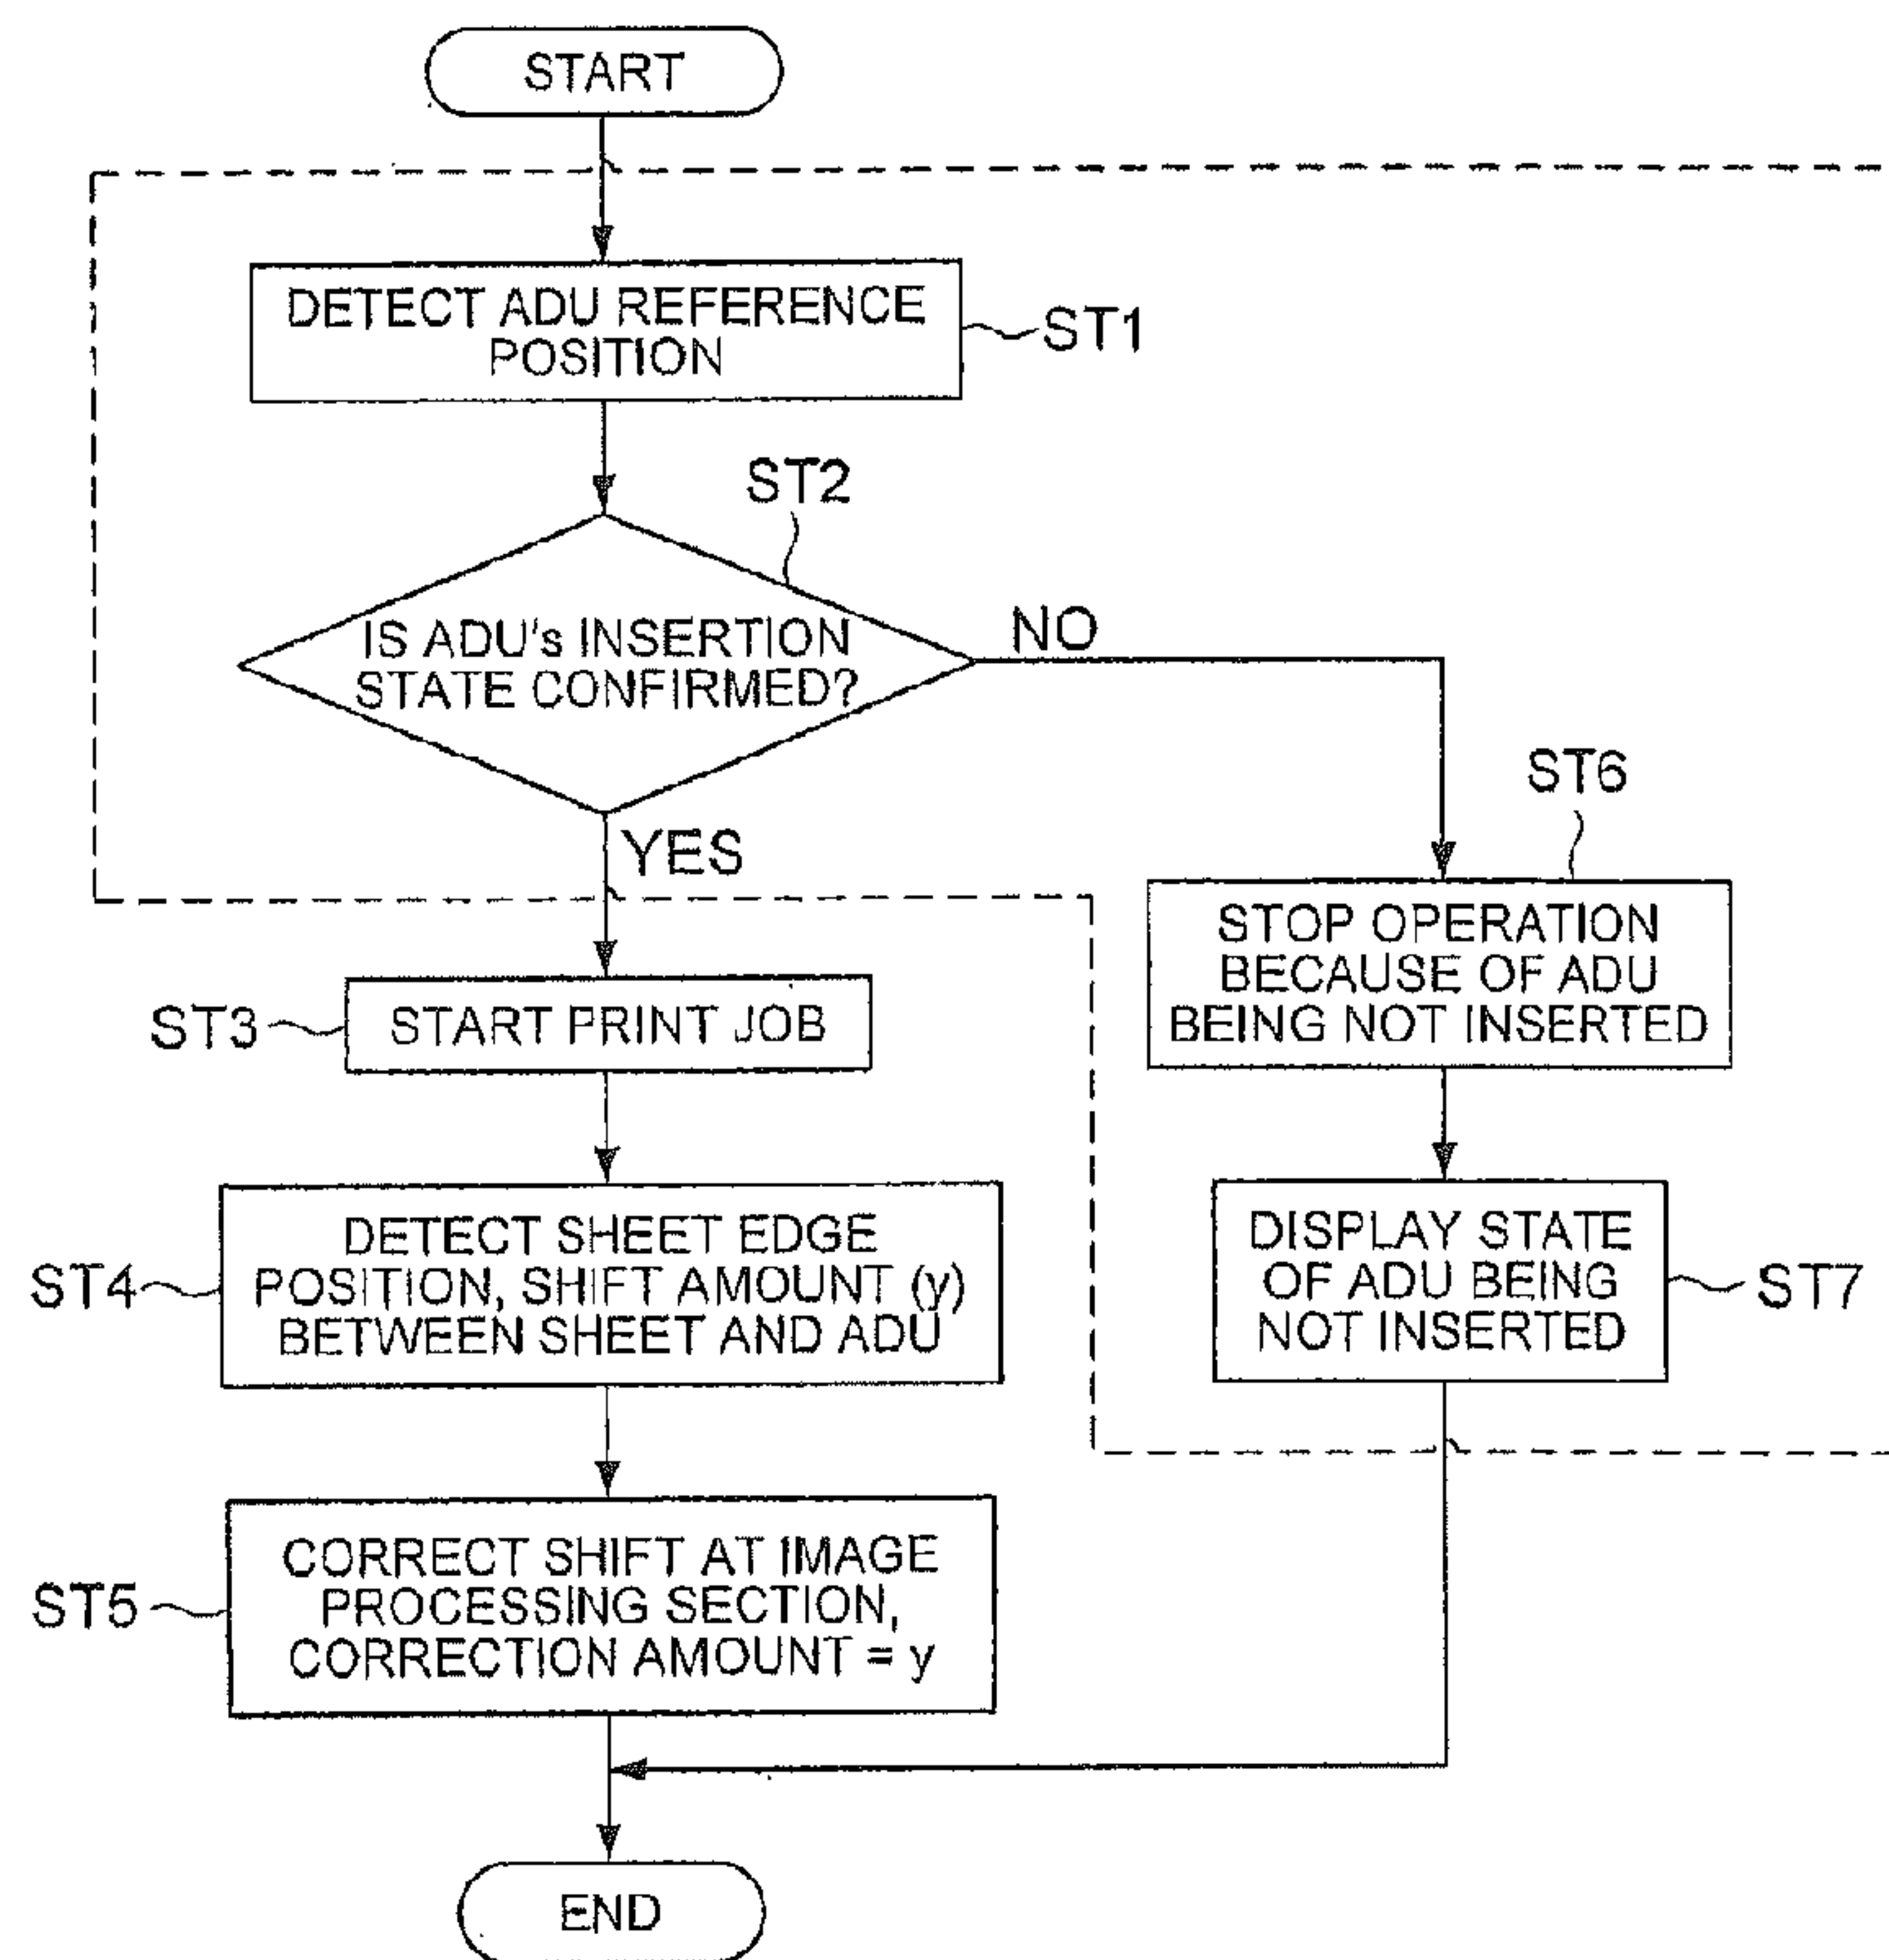 START
DETECT ADU REFERENCE
POSITION
ST1
ST2
IS ADU's INSERTION
STATE CONFIRMED?
NO
YES
ST6
STOP OPERATION
BECAUSE OF ADU
BEING NOT INSERTED
ST3
START PRINT JOB
ST4
DETECT SHEET EDGE
POSITION, SHIFT AMOUNT (y)
BETWEEN SHEET AND ADU
DISPLAY STATE
OF ADU BEING
NOT INSERTED
ST7
ST5
CORRECT SHIFT AT IMAGE
PROCESSING SECTION,
CORRECTION AMOUNT = y
END